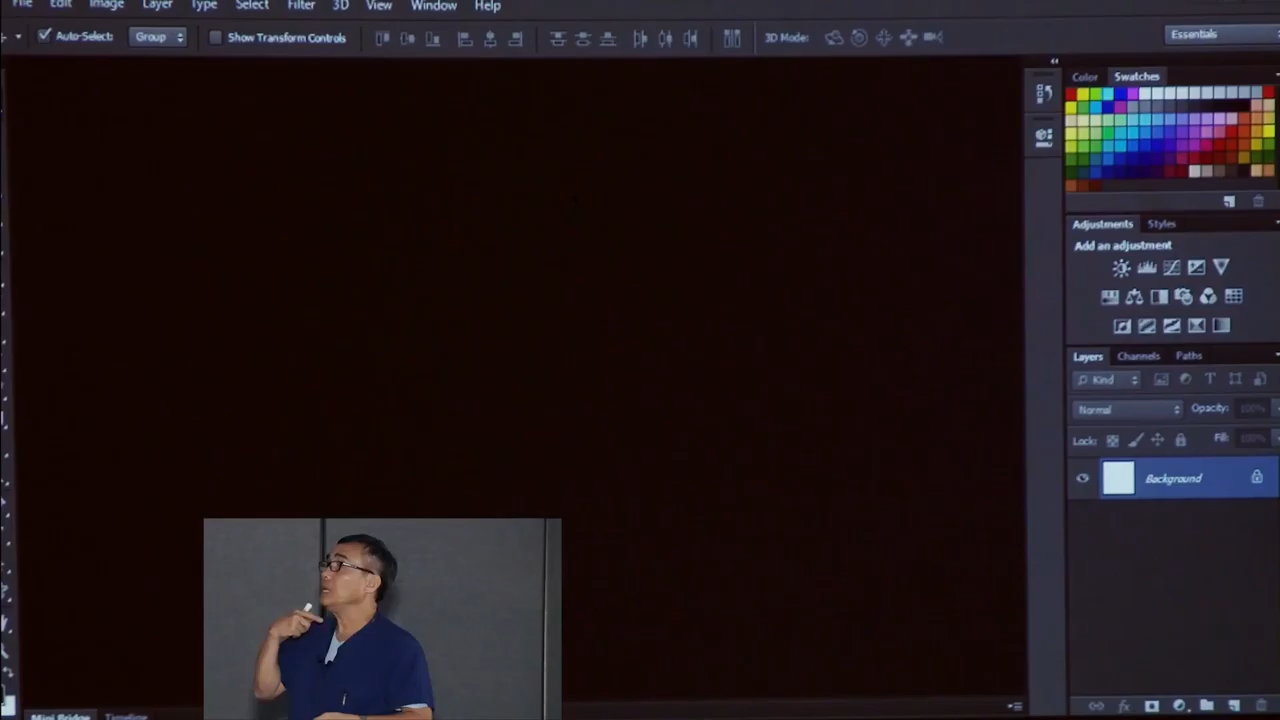 File Edit Image Layer Type Select Filter 3D View Window Help
Auto-Select: Group Show Transform Controls 3D Mode: Essentials
Color Swatches
Adjustments Styles
Add an adjustment
Layers Channels Paths
Kind
Normal Opacity: 100%
Lock: Fill: 100%
Background
Mini Bridge Timeline